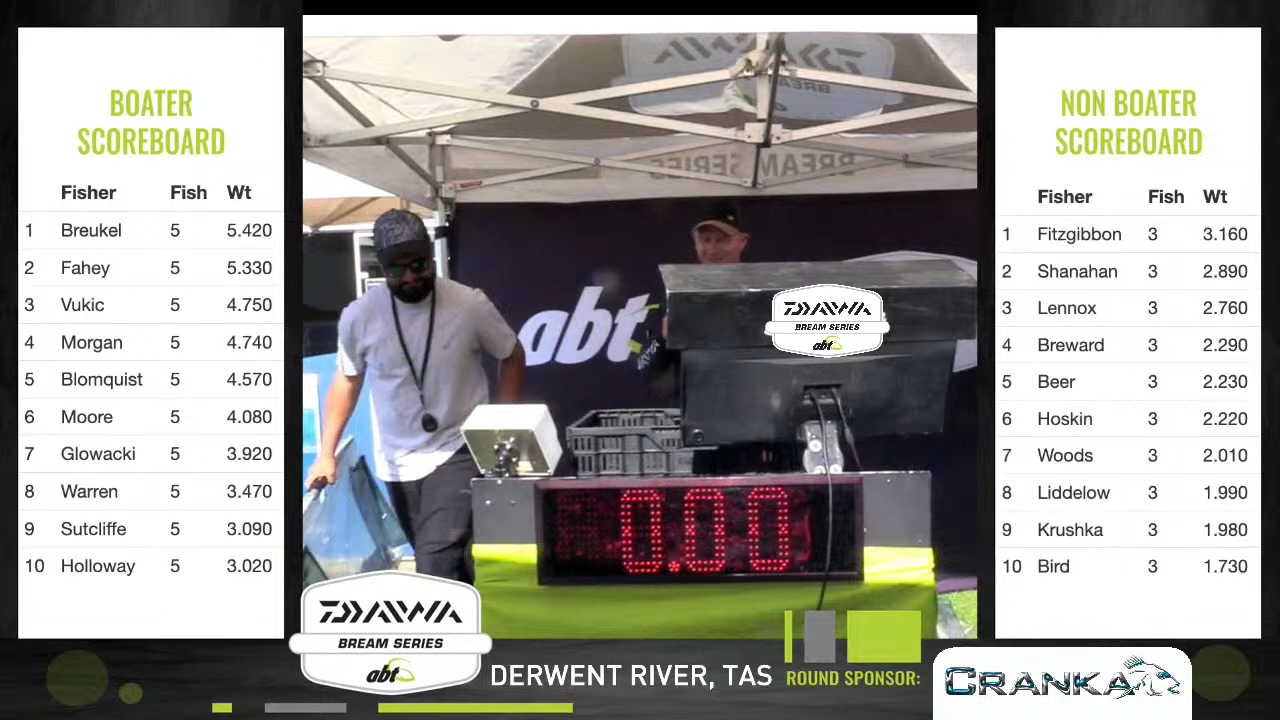 BOATER
SCOREBOARD
Fisher Fish Wt
1 Breukel 5 5.420
2 Fahey 5 5.330
3 Vukic 5 4.750
4 Morgan 5 4.740
5 Blomquist 5 4.570
6 Moore 5 4.080
7 Glowacki 5 3.920
8 Warren 5 3.470
9 Sutcliffe 5 3.090
10 Holloway 5 3.020
BREAM SERIES
abt
DAIWA
BREAM SERIES
abt
0.00
NON BOATER
SCOREBOARD
Fisher Fish Wt
1 Fitzgibbon 3 3.160
2 Shanahan 3 2.890
3 Lennox 3 2.760
4 Breward 3 2.290
5 Beer 3 2.230
6 Hoskin 3 2.220
7 Woods 3 2.010
8 Liddelow 3 1.990
9 Krushka 3 1.980
10 Bird 3 1.730
DAIWA
BREAM SERIES
abt
DERWENT RIVER, TAS
ROUND SPONSOR:
CRANKA